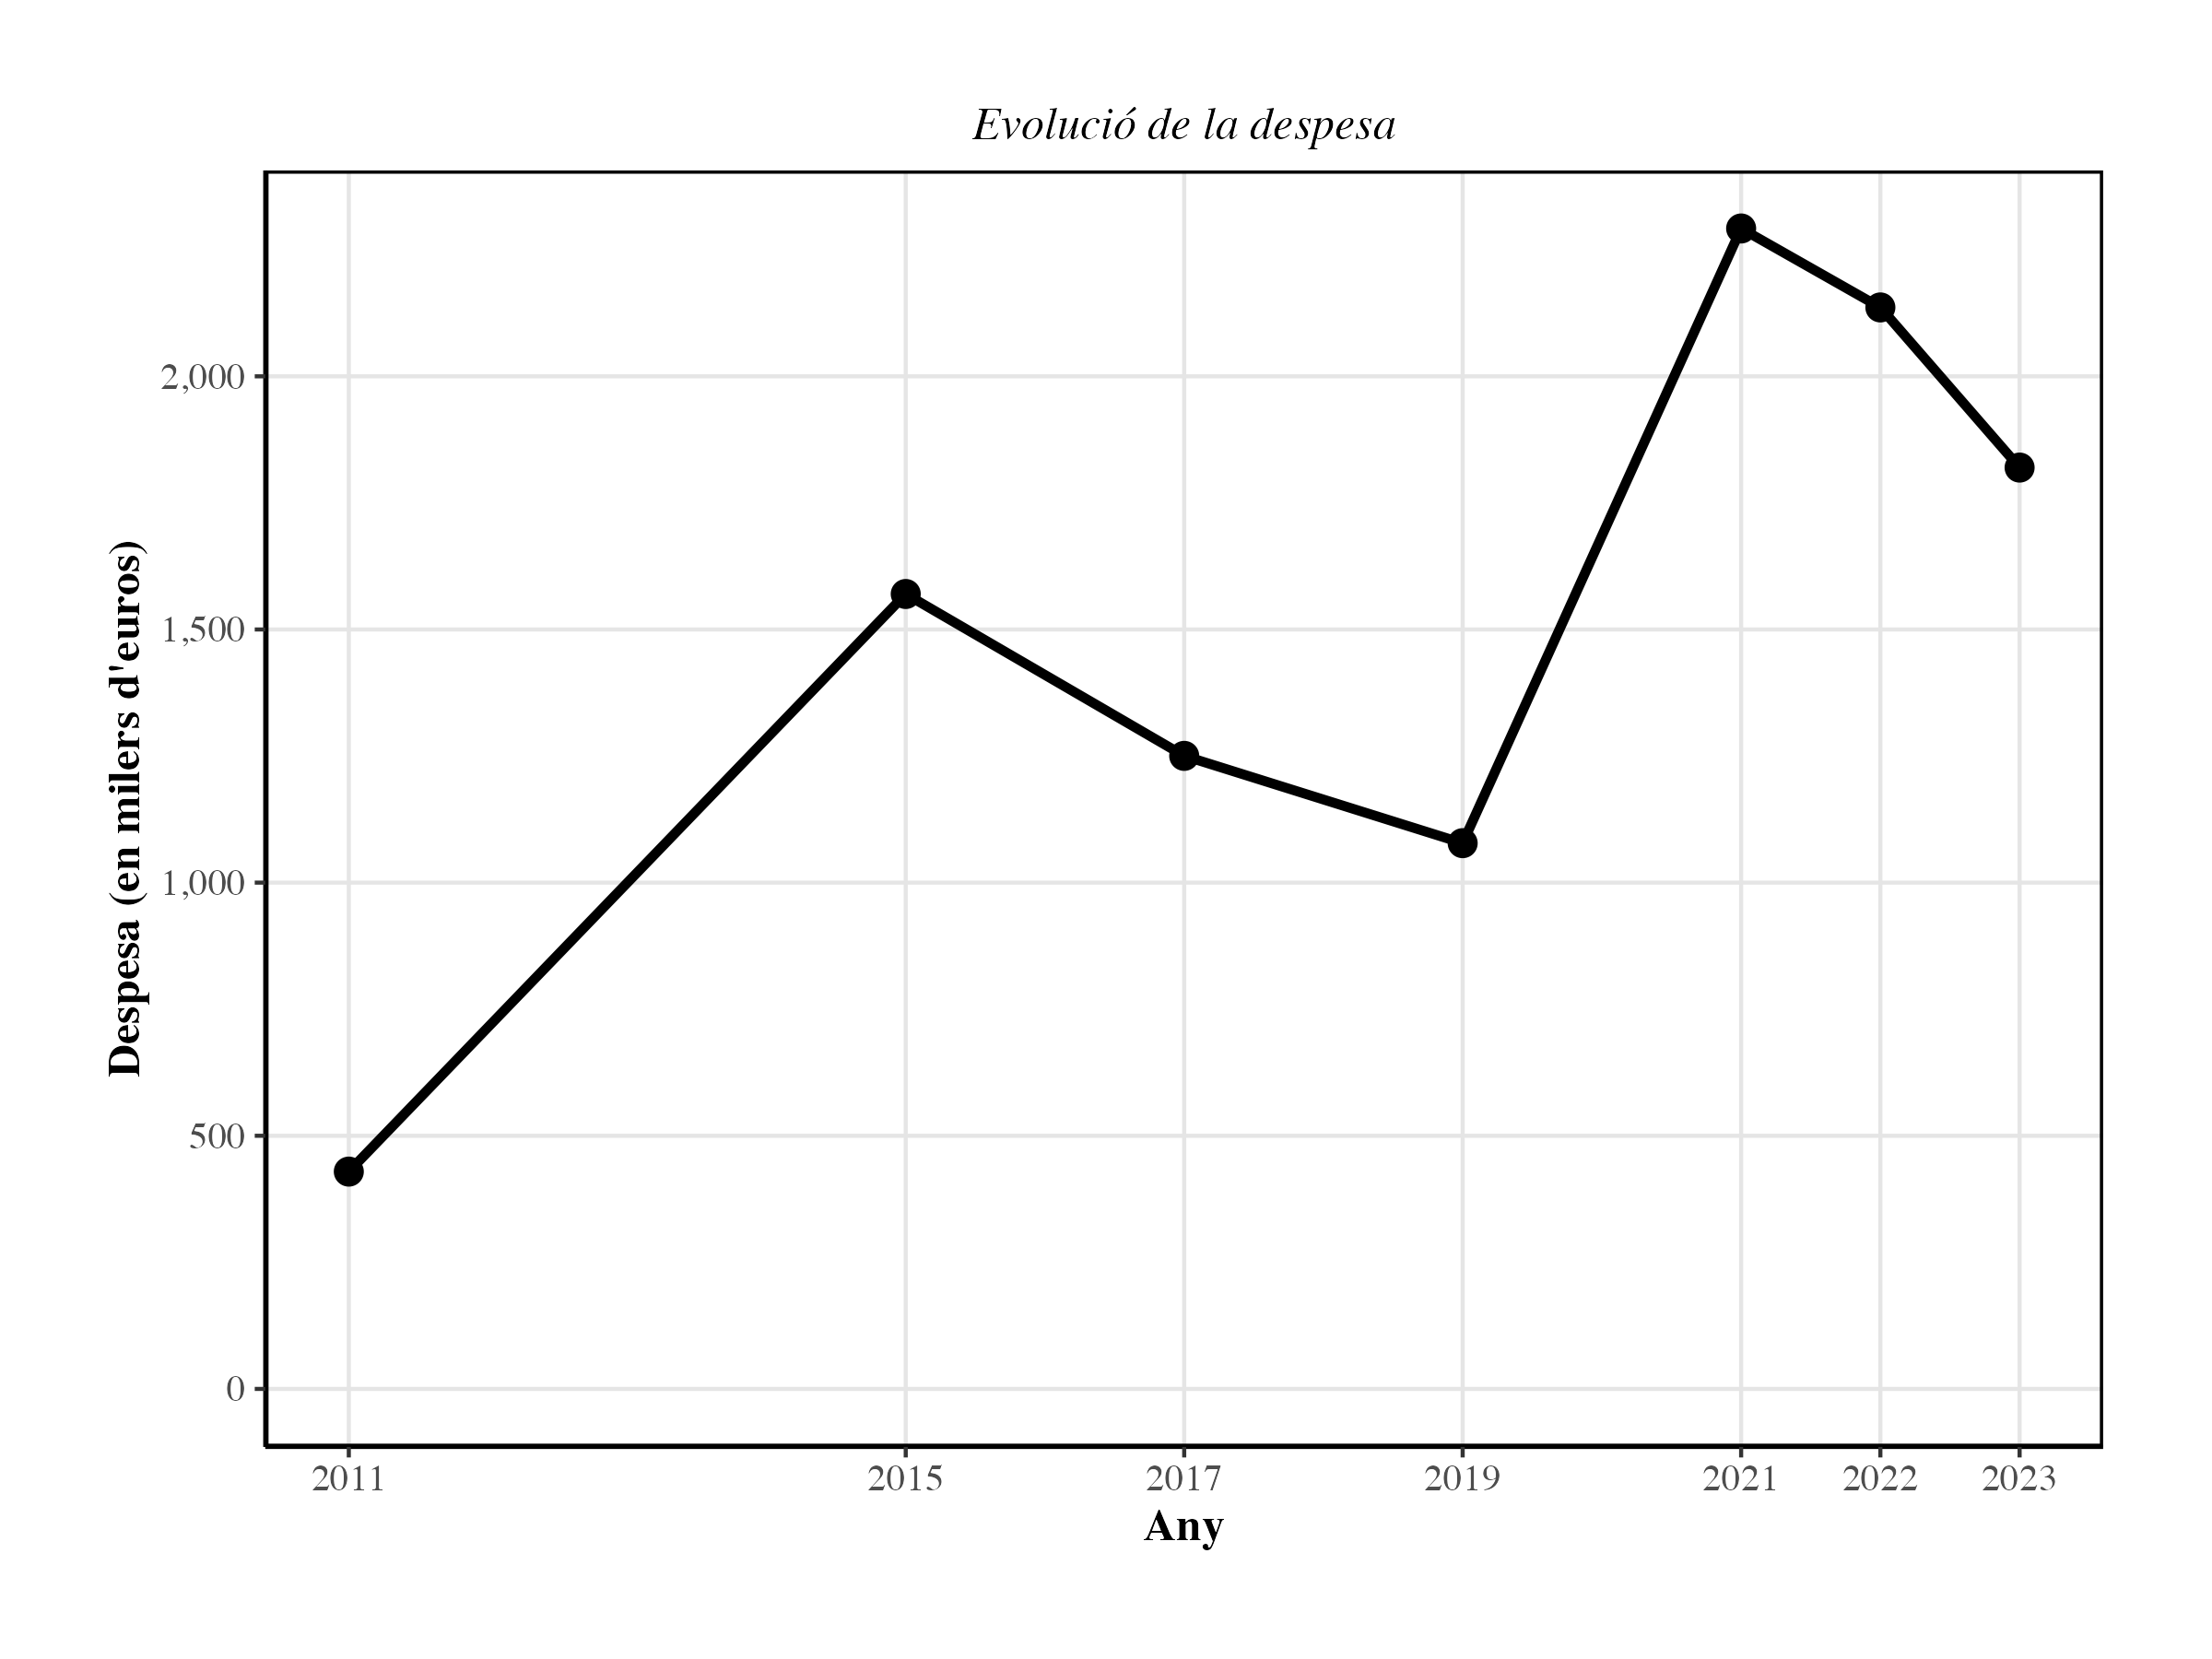 Evolució de la despesa
Despesa (en milers d'euros)
2,000
1,500
1,000
500
0
2011 2015 2017 2019 2021 2022 2023
Any